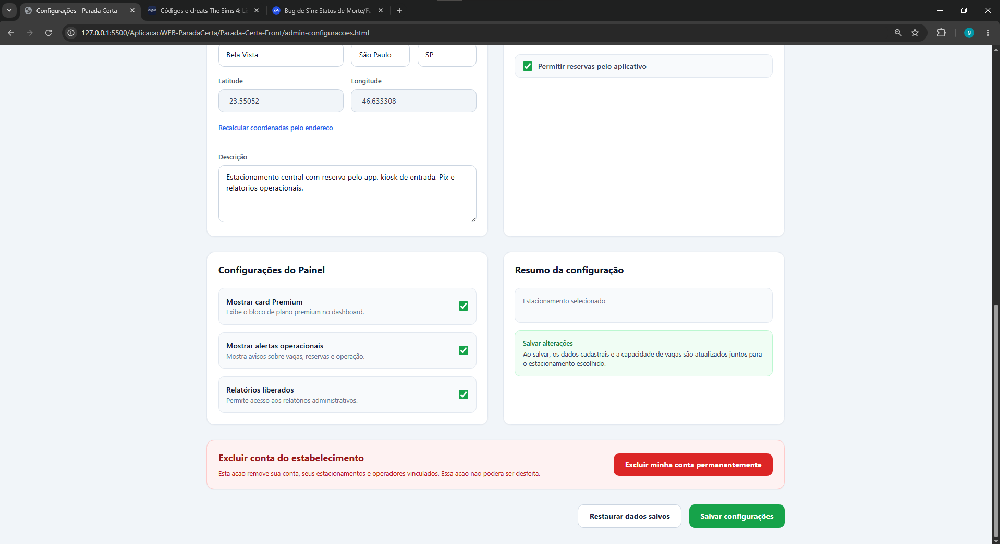 Configurações - Parada Certa
Códigos e cheats The Sims 4: Li
Bug de Sim: Status de Morte/Fa
127.0.0.1:5500/AplicacaoWEB-ParadaCerta/Parada-Certa-Front/admin-configuracoes.html
g
Bela Vista
São Paulo
SP
Latitude
Longitude
-23.55052
-46.633308
Recalcular coordenadas pelo endereco
Descrição
Estacionamento central com reserva pelo app, kiosk de entrada, Pix e
relatorios operacionais.
Permitir reservas pelo aplicativo
Configurações do Painel
Mostrar card Premium
Exibe o bloco de plano premium no dashboard.
Mostrar alertas operacionais
Mostra avisos sobre vagas, reservas e operação.
Relatórios liberados
Permite acesso aos relatórios administrativos.
Resumo da configuração
Estacionamento selecionado
—
Salvar alterações
Ao salvar, os dados cadastrais e a capacidade de vagas são atualizados juntos para
o estacionamento escolhido.
Excluir conta do estabelecimento
Esta acao remove sua conta, seus estacionamentos e operadores vinculados. Essa acao nao podera ser desfeita.
Excluir minha conta permanentemente
Restaurar dados salvos
Salvar configurações